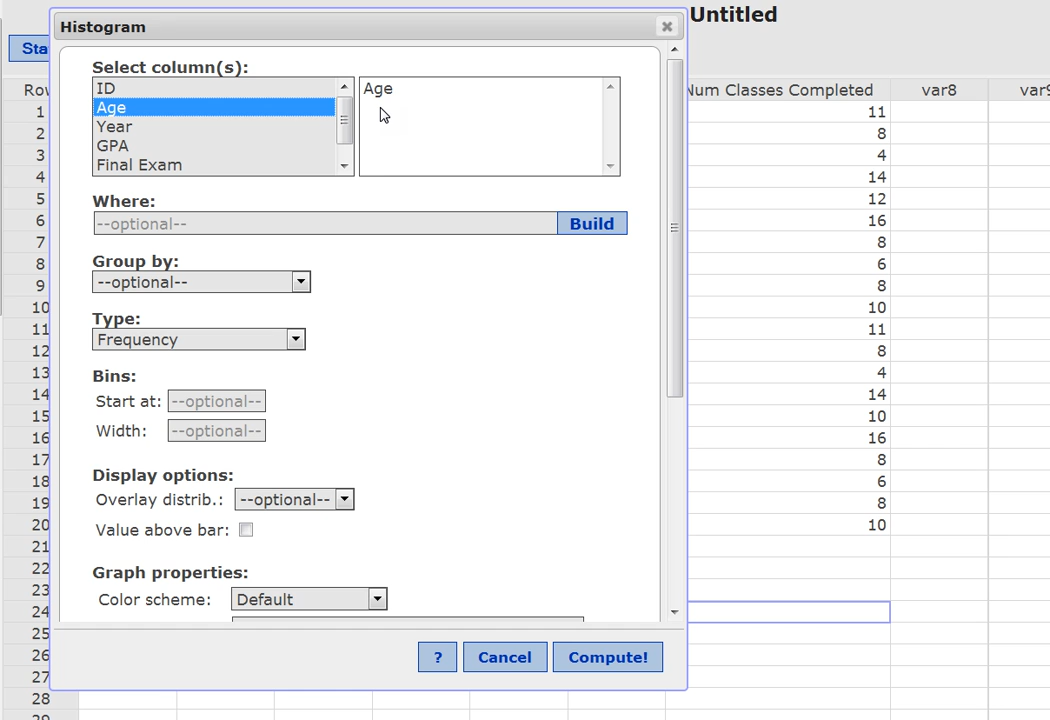 Untitled
Histogram
Sta
Select column(s):
ID
Age
Year
GPA
Final Exam
Age
Where:
--optional--
Build
Group by:
--optional--
Type:
Frequency
Bins:
Start at: --optional--
Width: --optional--
Display options:
Overlay distrib.: --optional--
Value above bar:
Graph properties:
Color scheme: Default
? Cancel Compute!
Row Num Classes Completed var8 var9
1 11
2 8
3 4
4 14
5 12
6 16
7 8
8 6
9 8
10 10
11 11
12 8
13 4
14 14
15 10
16 16
17 8
18 6
19 8
20 10
21
22
23
24
25
26
27
28
29